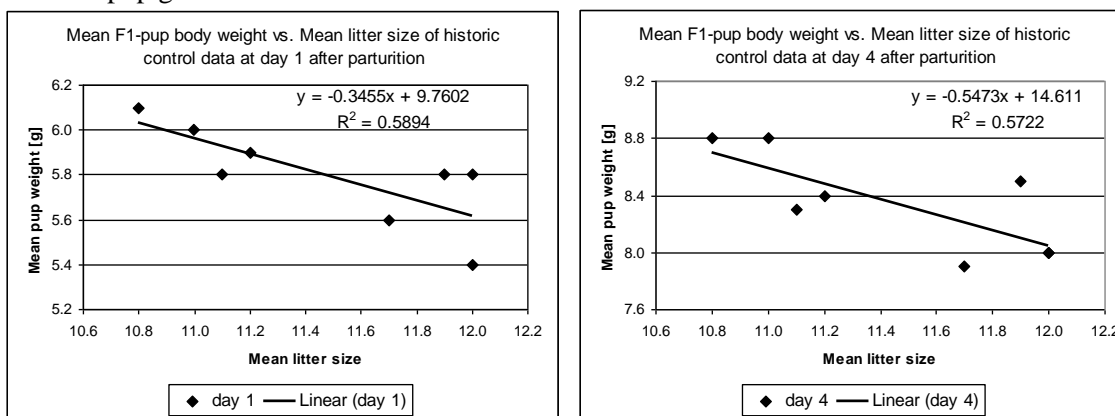 Mean F1-pup body weight vs. Mean litter size of historic
control data at day 1 after parturition
y = -0.3455x + 9.7602
R² = 0.5894
Mean pup weight [g]
6.2
6.0
5.8
5.6
5.4
5.2
10.6 10.8 11.0 11.2 11.4 11.6 11.8 12.0 12.2
Mean litter size
day 1 Linear (day 1)
Mean F1-pup body weight vs. Mean litter size of historic
control data at day 4 after parturition
y = -0.5473x + 14.611
R² = 0.5722
Mean pup weight [g]
9.2
8.8
8.4
8.0
7.6
10.6 10.8 11.0 11.2 11.4 11.6 11.8 12.0 12.2
Mean litter size
day 4 Linear (day 4)